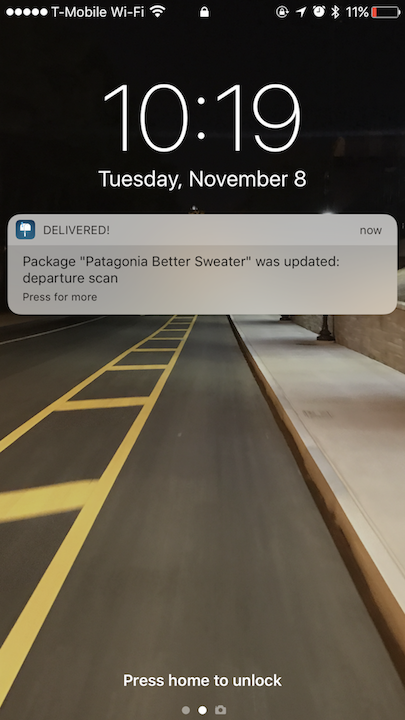 T-Mobile Wi-Fi 11%
10:19
Tuesday, November 8
DELIVERED! now
Package "Patagonia Better Sweater" was updated:
departure scan
Press for more
Press home to unlock